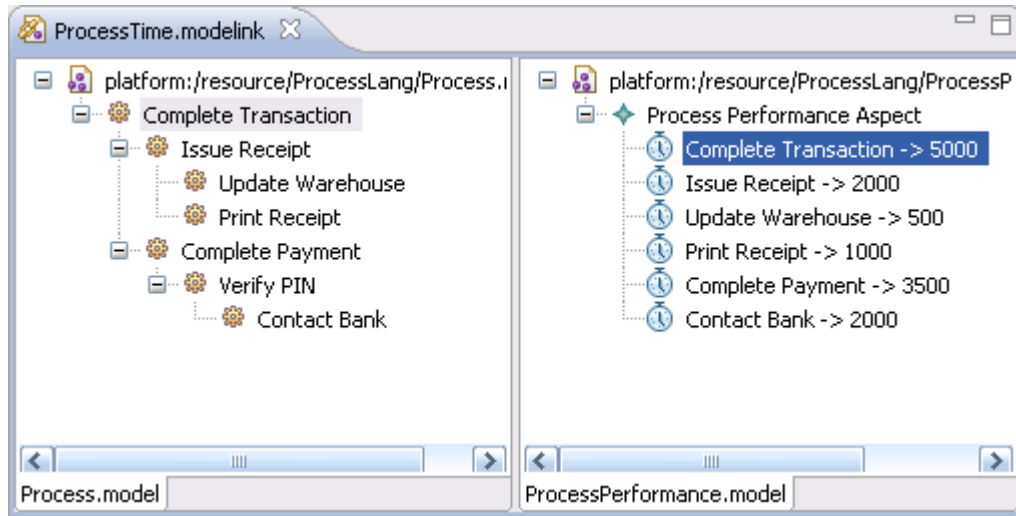 ProcessTime.modelink
platform:/resource/ProcessLang/Process.
Complete Transaction
Issue Receipt
Update Warehouse
Print Receipt
Complete Payment
Verify PIN
Contact Bank
Process.model
platform:/resource/ProcessLang/ProcessP
Process Performance Aspect
Complete Transaction -> 5000
Issue Receipt -> 2000
Update Warehouse -> 500
Print Receipt -> 1000
Complete Payment -> 3500
Contact Bank -> 2000
ProcessPerformance.model